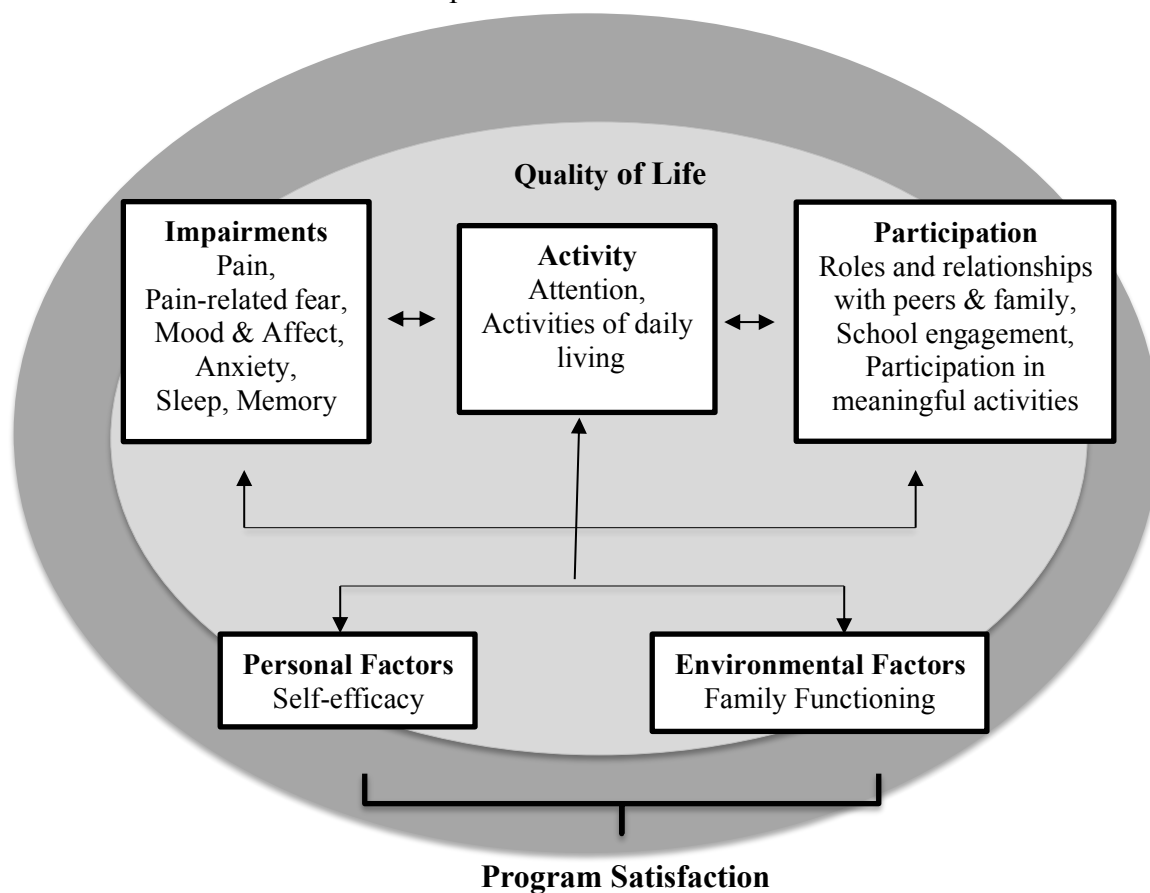 Quality of Life
Impairments
Pain,
Pain-related fear,
Mood & Affect,
Anxiety,
Sleep, Memory
Activity
Attention,
Activities of daily
living
Participation
Roles and relationships
with peers & family,
School engagement,
Participation in
meaningful activities
Personal Factors
Self-efficacy
Environmental Factors
Family Functioning
Program Satisfaction